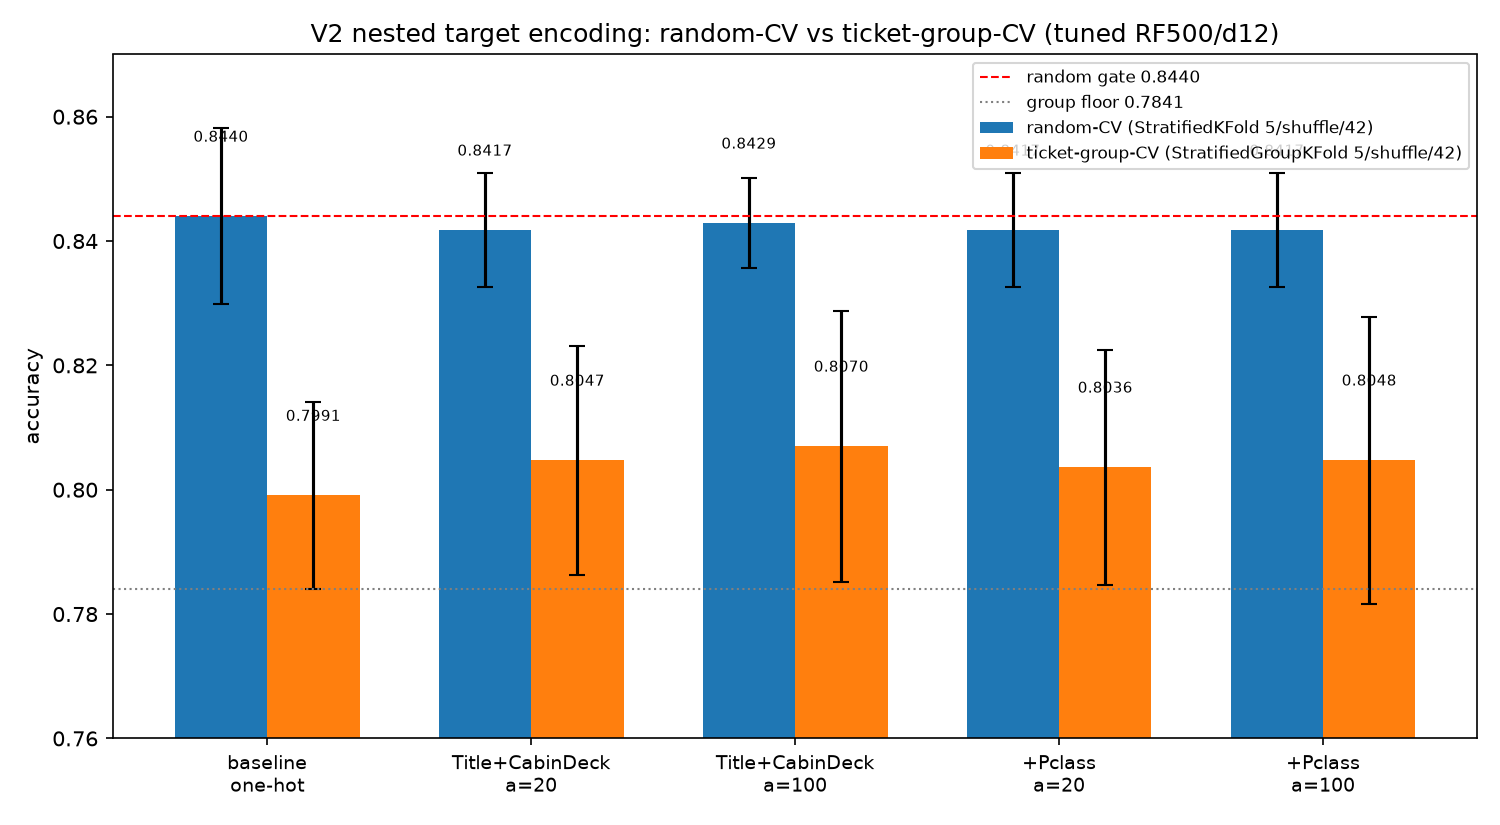 V2 nested target encoding: random-CV vs ticket-group-CV (tuned RF500/d12)
random gate 0.8440
group floor 0.7841
random-CV (StratifiedKFold 5/shuffle/42)
ticket-group-CV (StratifiedGroupKFold 5/shuffle/42)
accuracy
0.86
0.84
0.82
0.80
0.78
0.76
0.8440
0.7991
0.8417
0.8047
0.8429
0.8070
0.8036
0.8048
baseline
one-hot
Title+CabinDeck
a=20
Title+CabinDeck
a=100
+Pclass
a=20
+Pclass
a=100